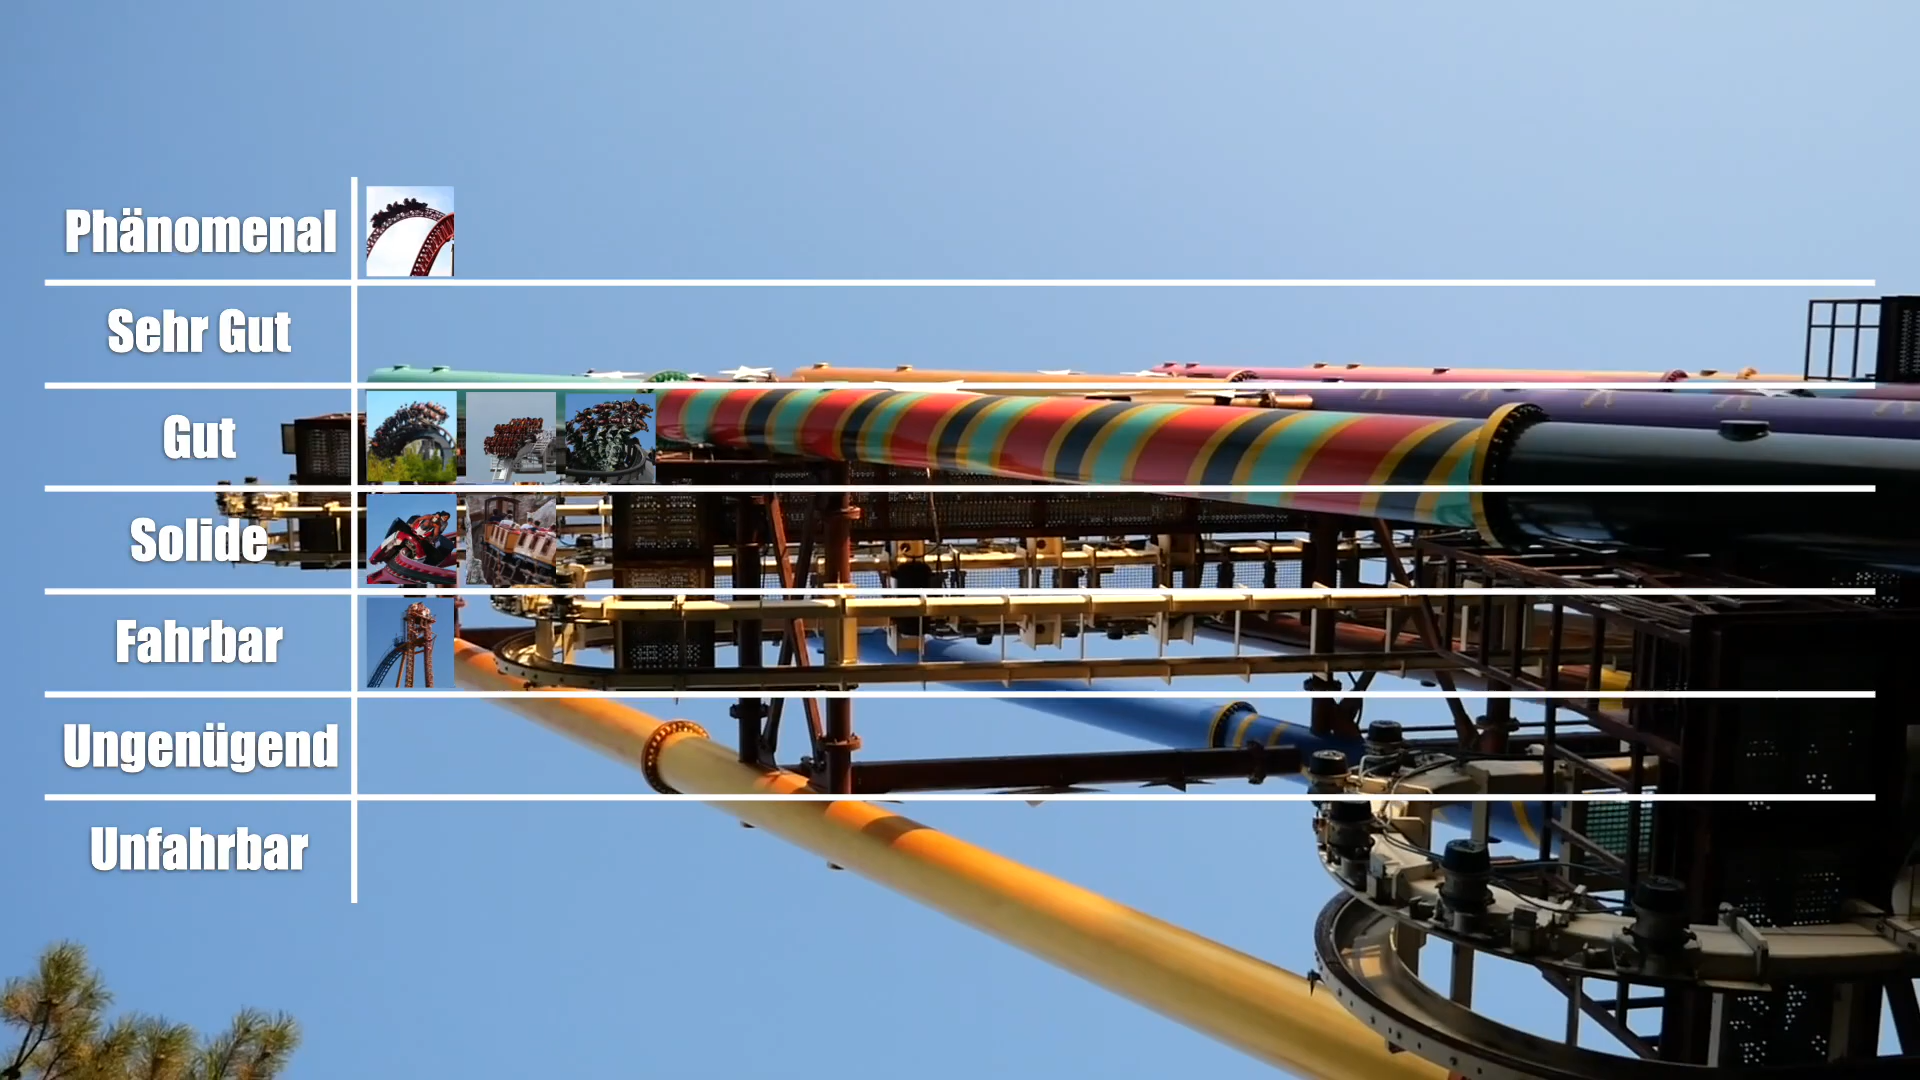 Phänomenal
Sehr Gut
Gut
Solide
Fahrbar
Ungenügend
Unfahrbar